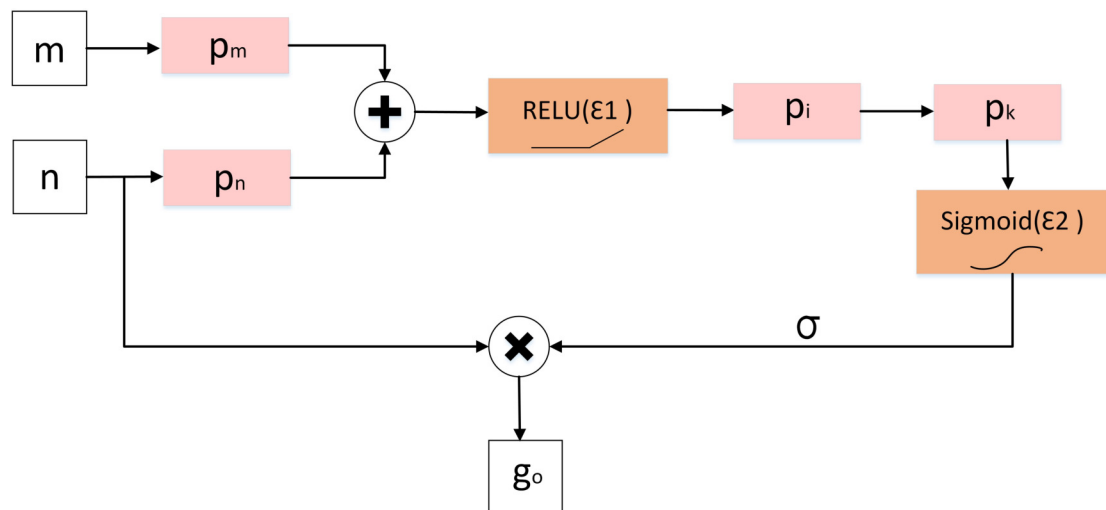 m
pm
+
RELU(ε1 )
pi
pk
n
pn
Sigmoid(ε2 )
σ
×
go